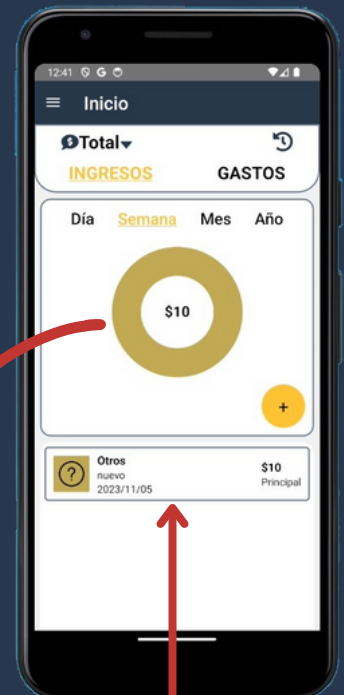 12:41 G
Inicio
Total
INGRESOS GASTOS
Día Semana Mes Año
$10
+
Otros
nuevo
2023/11/05
$10
Principal